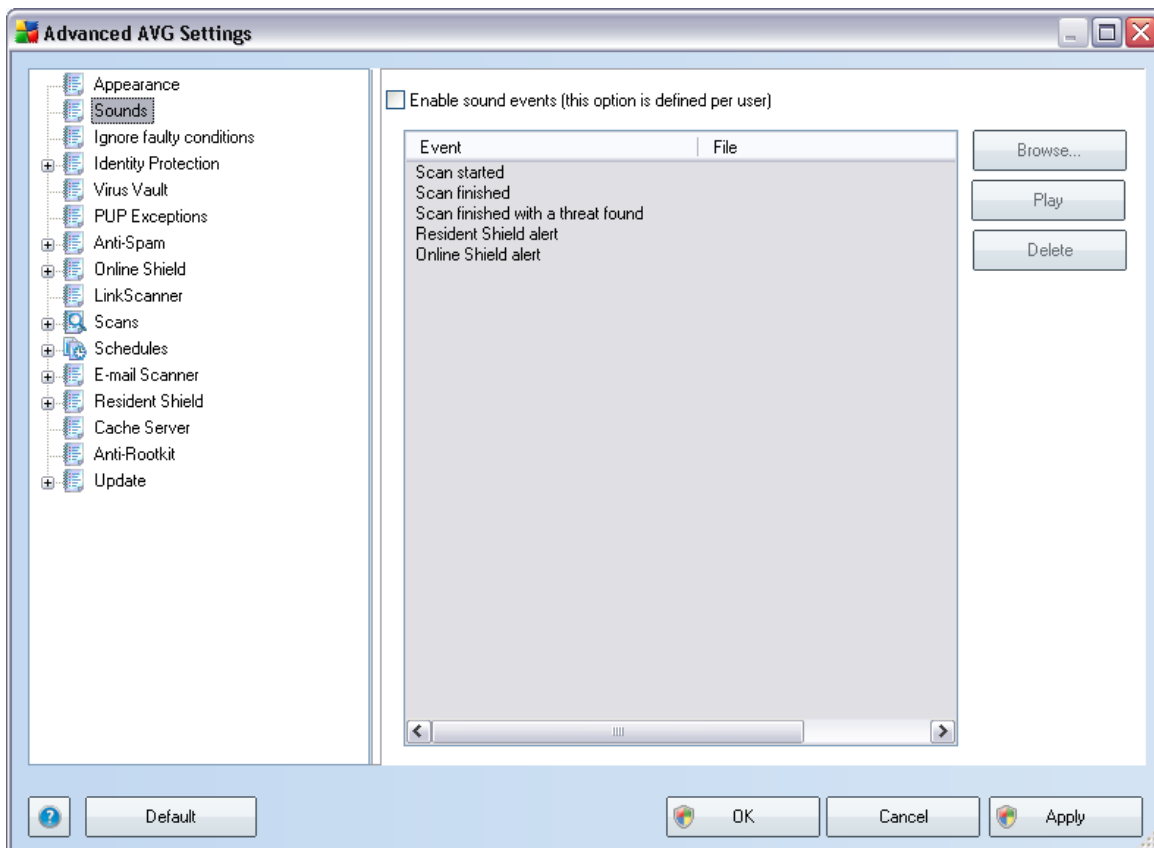 Advanced AVG Settings
Appearance
Sounds
Ignore faulty conditions
Identity Protection
Virus Vault
PUP Exceptions
Anti-Spam
Online Shield
LinkScanner
Scans
Schedules
E-mail Scanner
Resident Shield
Cache Server
Anti-Rootkit
Update
Enable sound events (this option is defined per user)
Event File
Scan started
Scan finished
Scan finished with a threat found
Resident Shield alert
Online Shield alert
Browse...
Play
Delete
Default
OK
Cancel
Apply